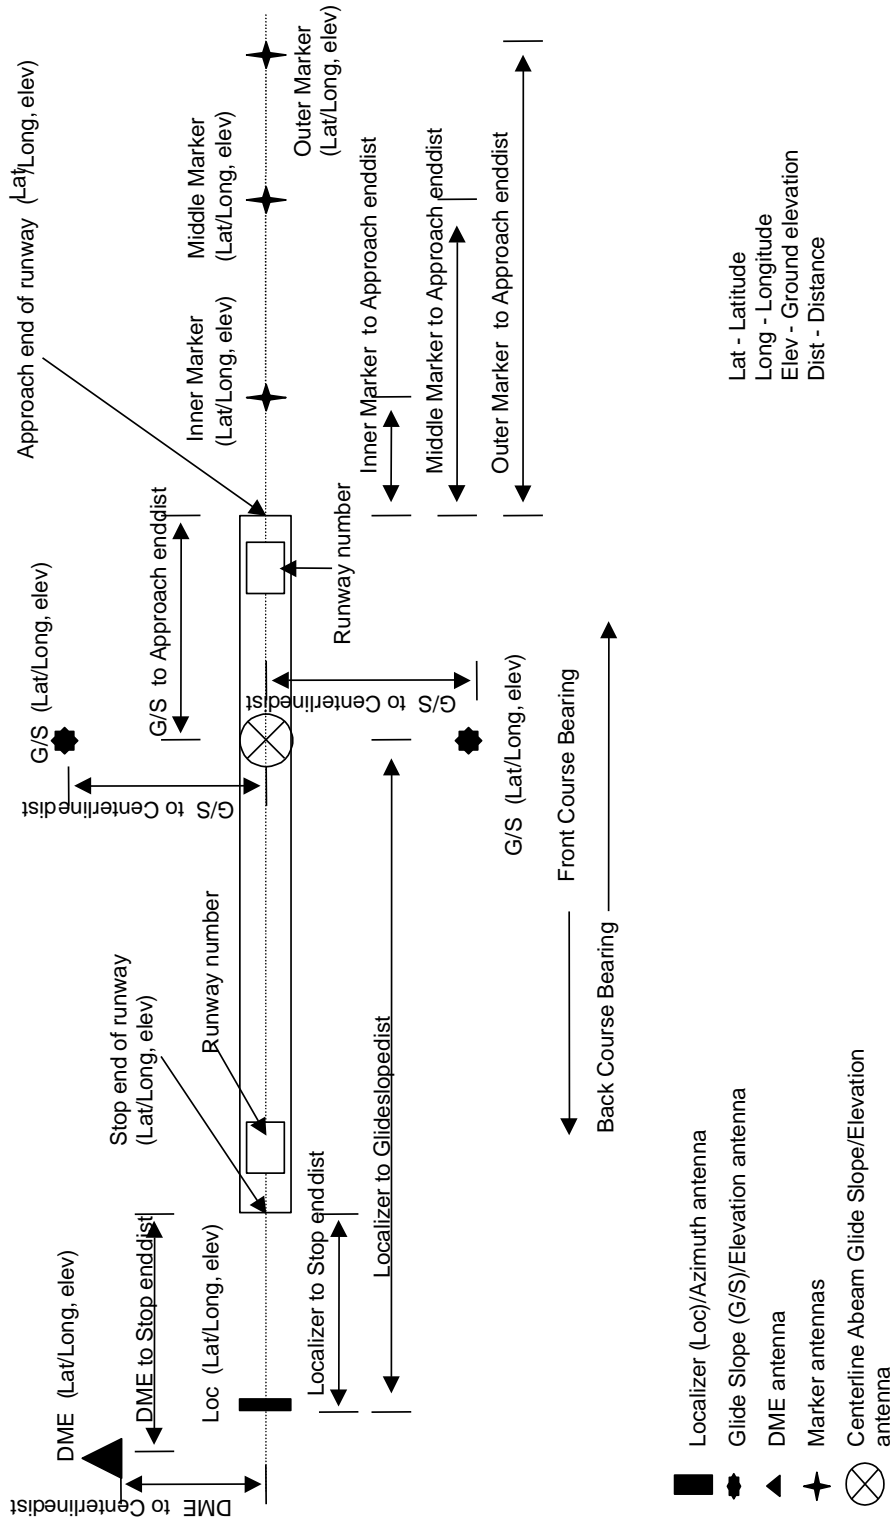 DME (Lat/Long, elev)
DME to Centerlinedist
DME to Stop enddist
Loc (Lat/Long, elev)
Localizer to Stop enddist
Stop end of runway
(Lat/Long, elev)
Runway number
Localizer to Glideslopedist
G/S (Lat/Long, elev)
G/S to Centerlinedist
G/S to Approach enddist
G/S to Centerlinedist
G/S (Lat/Long, elev)
Runway number
Approach end of runway (Lat/Long, elev)
Inner Marker
(Lat/Long, elev)
Middle Marker
(Lat/Long, elev)
Outer Marker
(Lat/Long, elev)
Inner Marker to Approach enddist
Middle Marker to Approach enddist
Outer Marker to Approach enddist
Front Course Bearing
Back Course Bearing
Localizer (Loc)/Azimuth antenna
Glide Slope (G/S)/Elevation antenna
DME antenna
Marker antennas
Centerline Abeam Glide Slope/Elevation
antenna
Lat - Latitude
Long - Longitude
Elev - Ground elevation
Dist - Distance